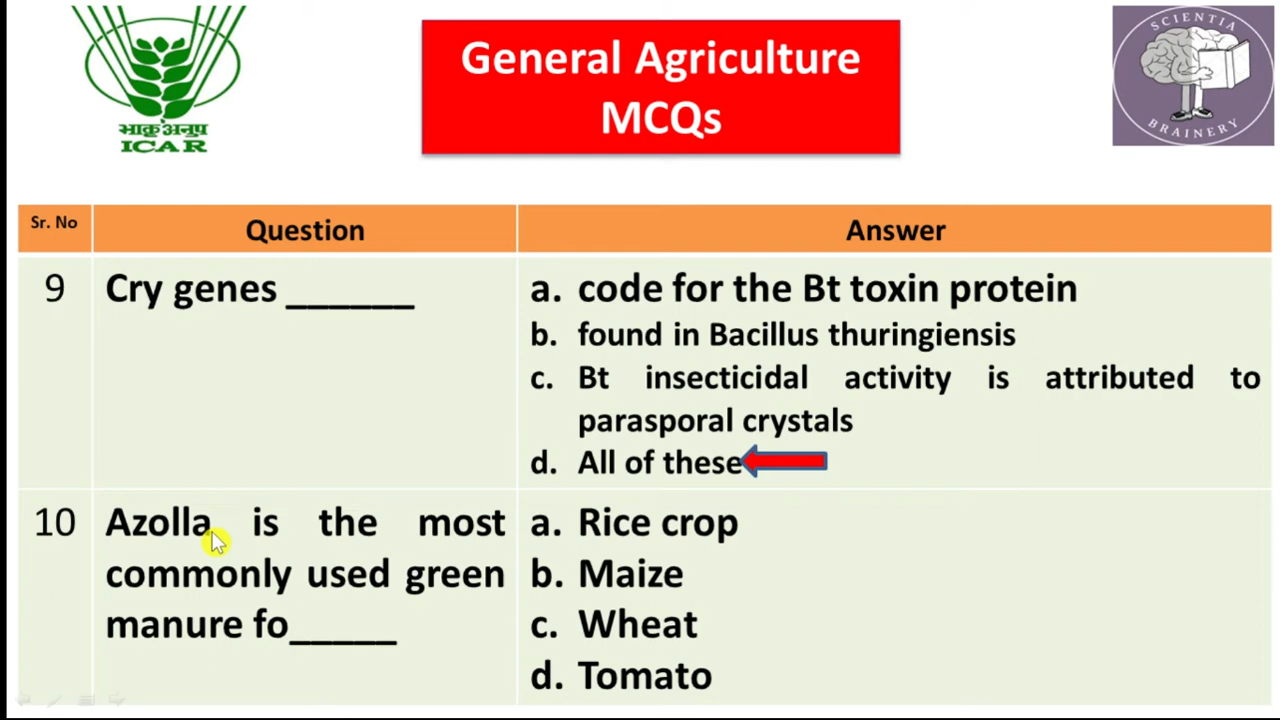 भाकृअनुप
ICAR
General Agriculture
MCQs
SCIENTIA
BRAINERY
Sr. No Question Answer
9 Cry genes ______ a. code for the Bt toxin protein
b. found in Bacillus thuringiensis
c. Bt insecticidal activity is attributed to
parasporal crystals
d. All of these
10 Azolla is the most a. Rice crop
commonly used green b. Maize
manure fo_____ c. Wheat
d. Tomato